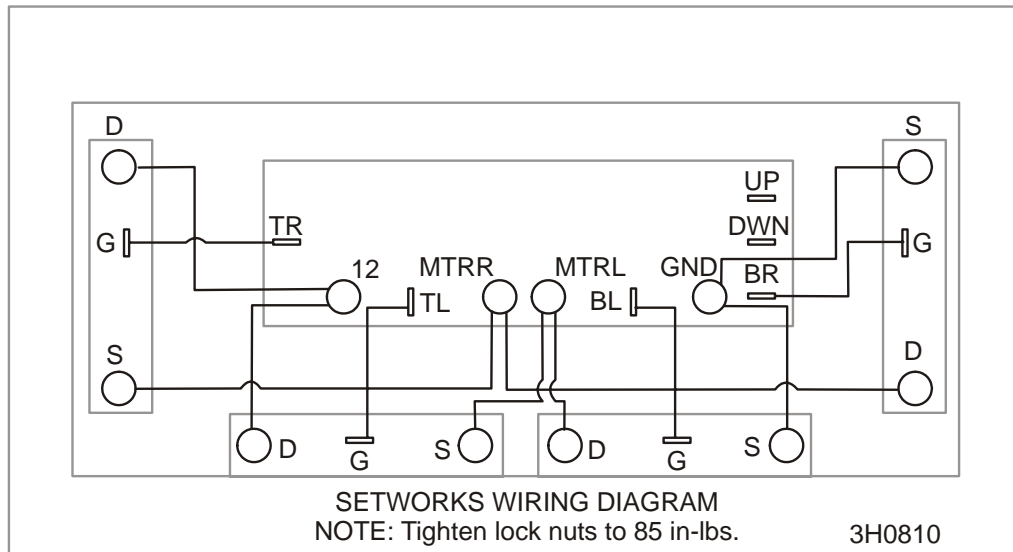 D
S
UP
TR
DWN
G
G
12
MTRR
MTRL
GND
BR
TL
BL
S
D
D
G
S
D
G
S
SETWORKS WIRING DIAGRAM
NOTE: Tighten lock nuts to 85 in-lbs.
3H0810